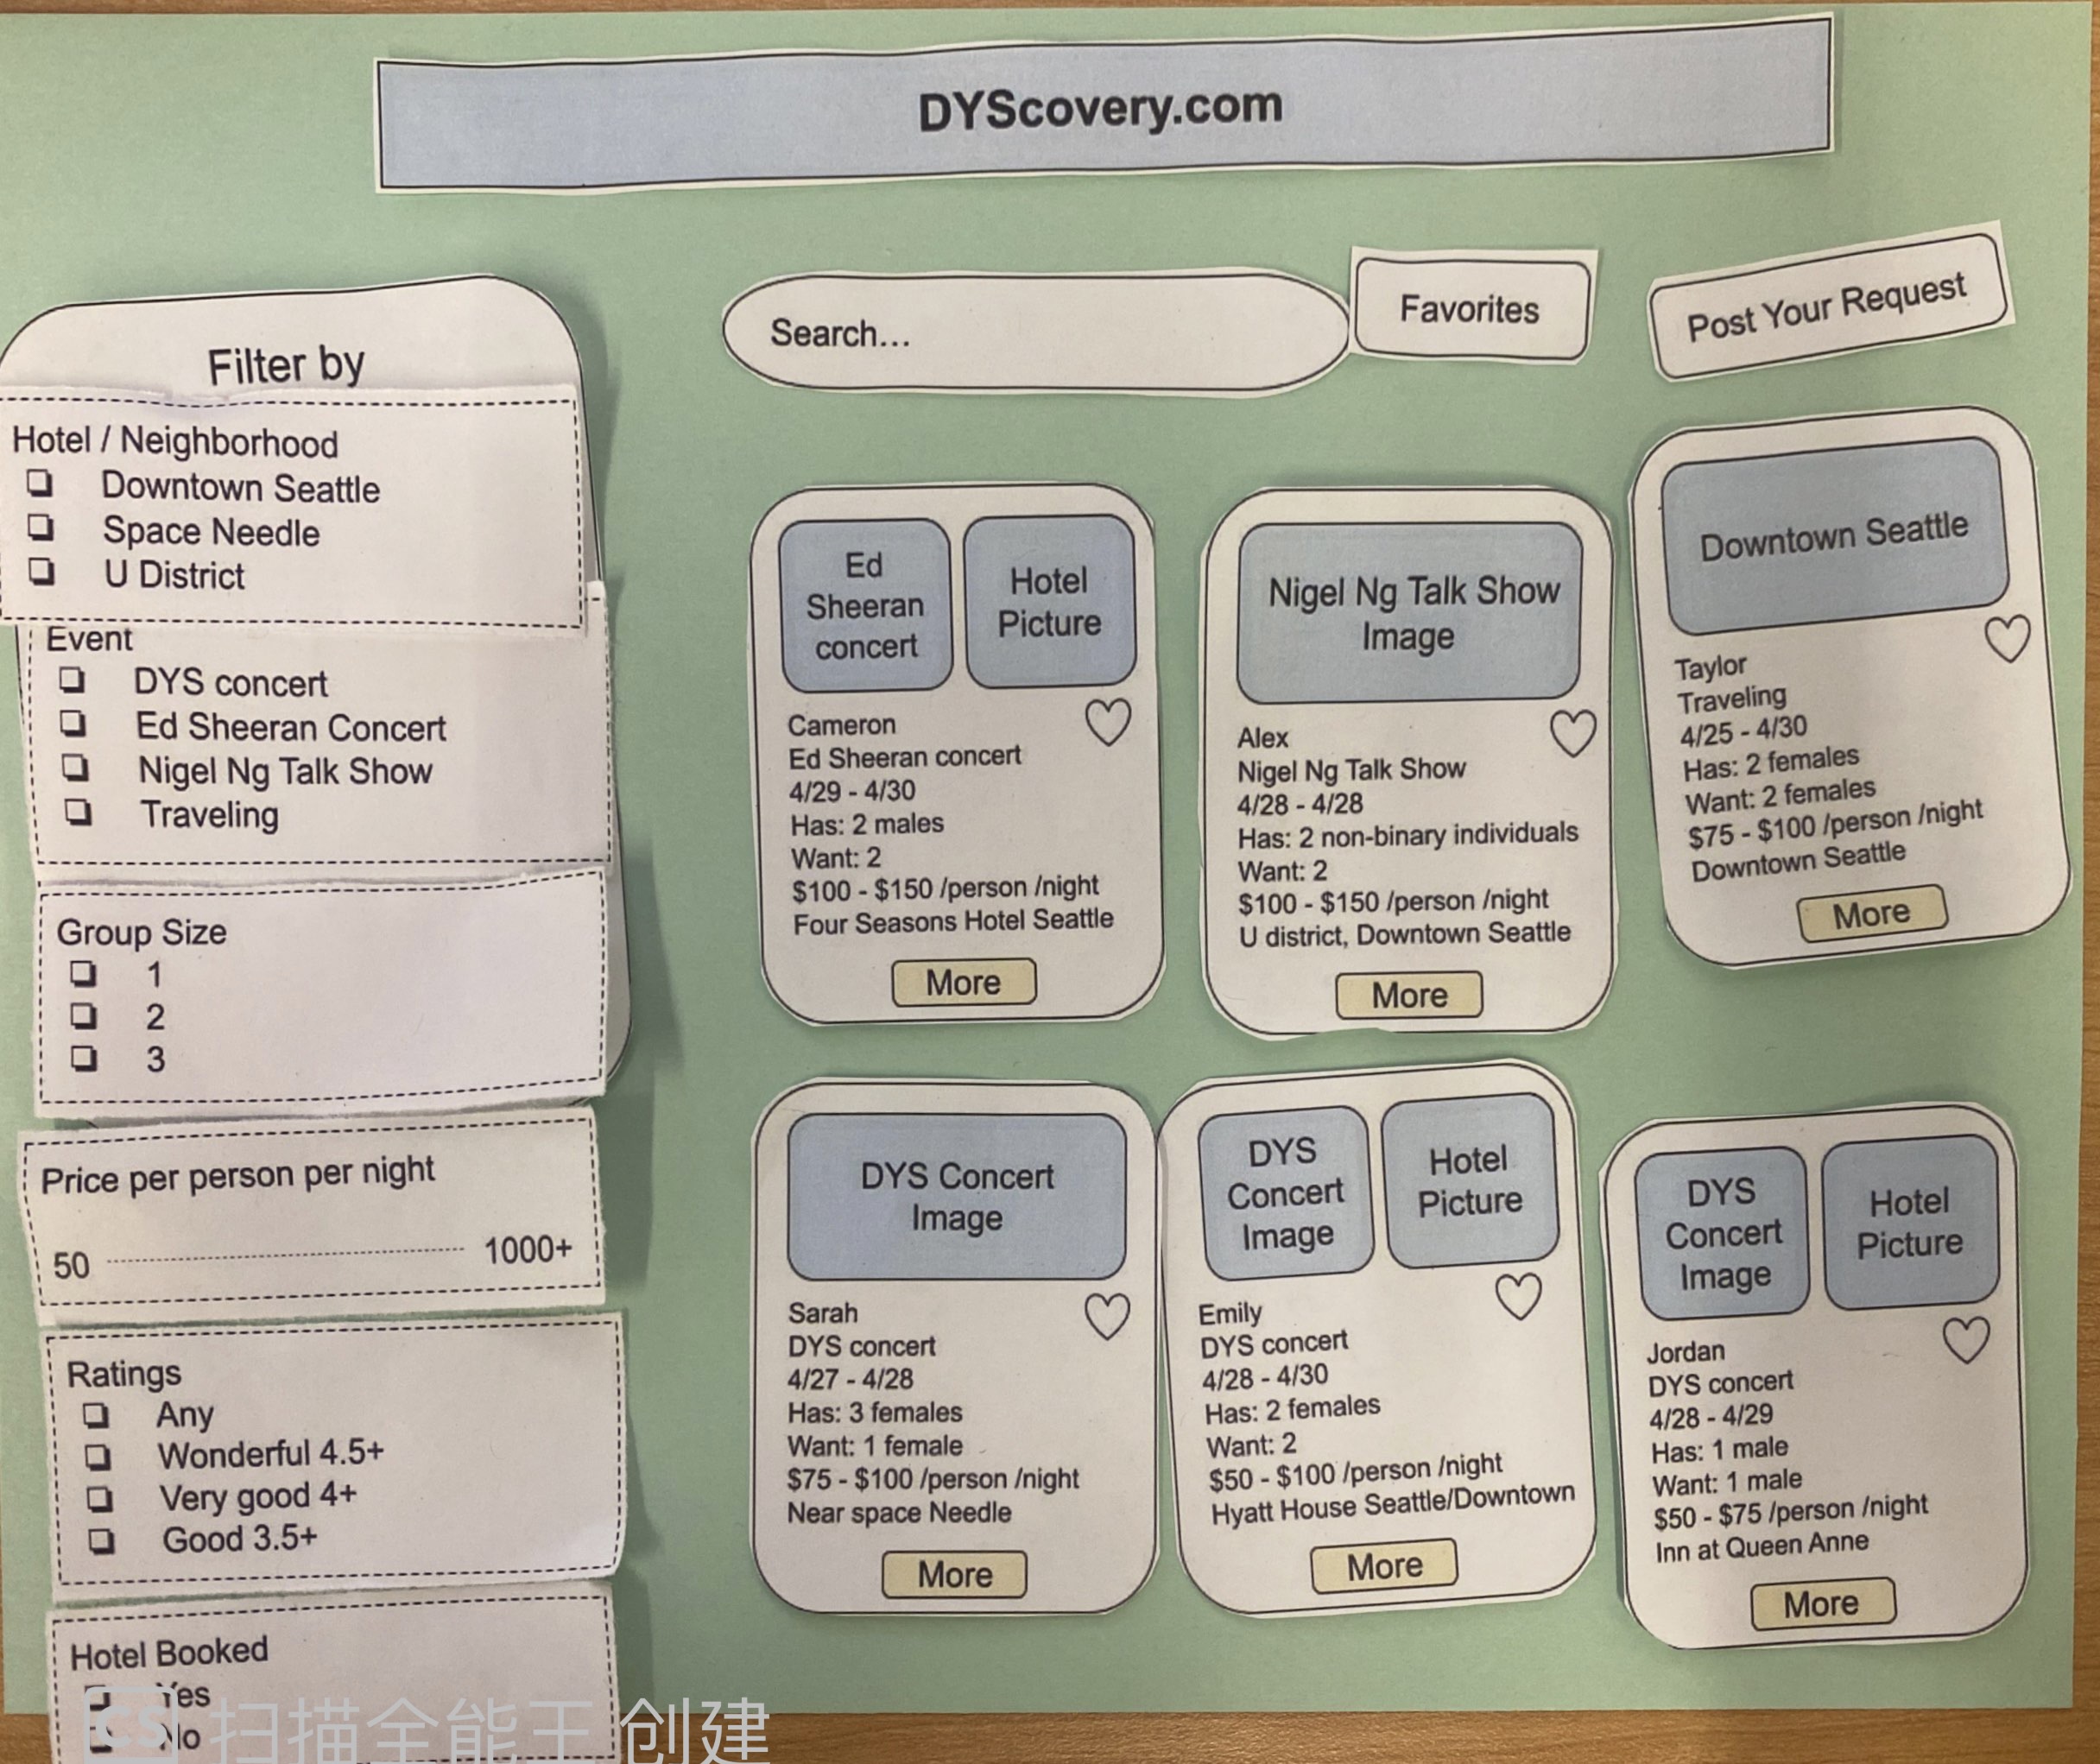 DYScovery.com
Search...
Favorites
Post Your Request
Filter by
Hotel / Neighborhood
Downtown Seattle
Space Needle
U District
Event
DYS concert
Ed Sheeran Concert
Nigel Ng Talk Show
Traveling
Group Size
1
2
3
Price per person per night
50 1000+
Ratings
Any
Wonderful 4.5+
Very good 4+
Good 3.5+
Hotel Booked
Yes
No
Ed
Sheeran
concert
Hotel
Picture
Cameron
Ed Sheeran concert
4/29 - 4/30
Has: 2 males
Want: 2
$100 - $150 /person /night
Four Seasons Hotel Seattle
More
Nigel Ng Talk Show
Image
Alex
Nigel Ng Talk Show
4/28 - 4/28
Has: 2 non-binary individuals
Want: 2
$100 - $150 /person /night
U district, Downtown Seattle
More
Downtown Seattle
Taylor
Traveling
4/25 - 4/30
Has: 2 females
Want: 2 females
$75 - $100 /person /night
Downtown Seattle
More
DYS Concert
Image
Sarah
DYS concert
4/27 - 4/28
Has: 3 females
Want: 1 female
$75 - $100 /person /night
Near space Needle
More
DYS
Concert
Image
Hotel
Picture
Emily
DYS concert
4/28 - 4/30
Has: 2 females
Want: 2
$50 - $100 /person /night
Hyatt House Seattle/Downtown
More
DYS
Concert
Image
Hotel
Picture
Jordan
DYS concert
4/28 - 4/29
Has: 1 male
Want: 1 male
$50 - $75 /person /night
Inn at Queen Anne
More
CS 扫描全能王 创建